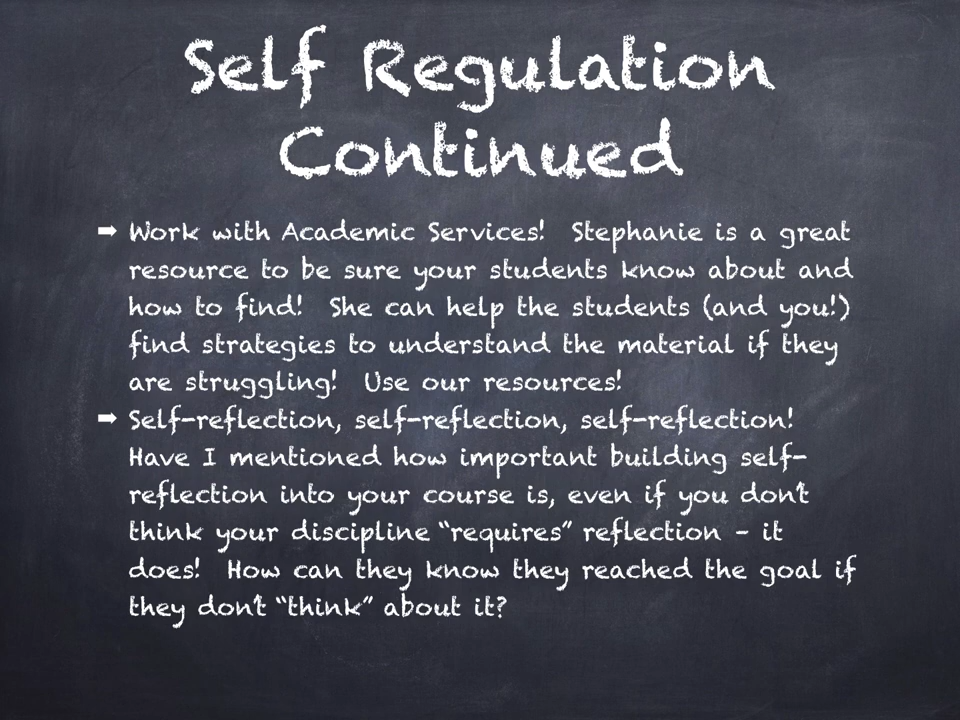 Self Regulation
Continued
➡ Work with Academic Services!  Stephanie is a great
resource to be sure your students know about and
how to find!  She can help the students (and you!)
find strategies to understand the material if they
are struggling!  Use our resources!
➡ Self-reflection, self-reflection, self-reflection!
Have I mentioned how important building self-
reflection into your course is, even if you don't
think your discipline “requires” reflection – it
does!  How can they know they reached the goal if
they don't “think” about it?